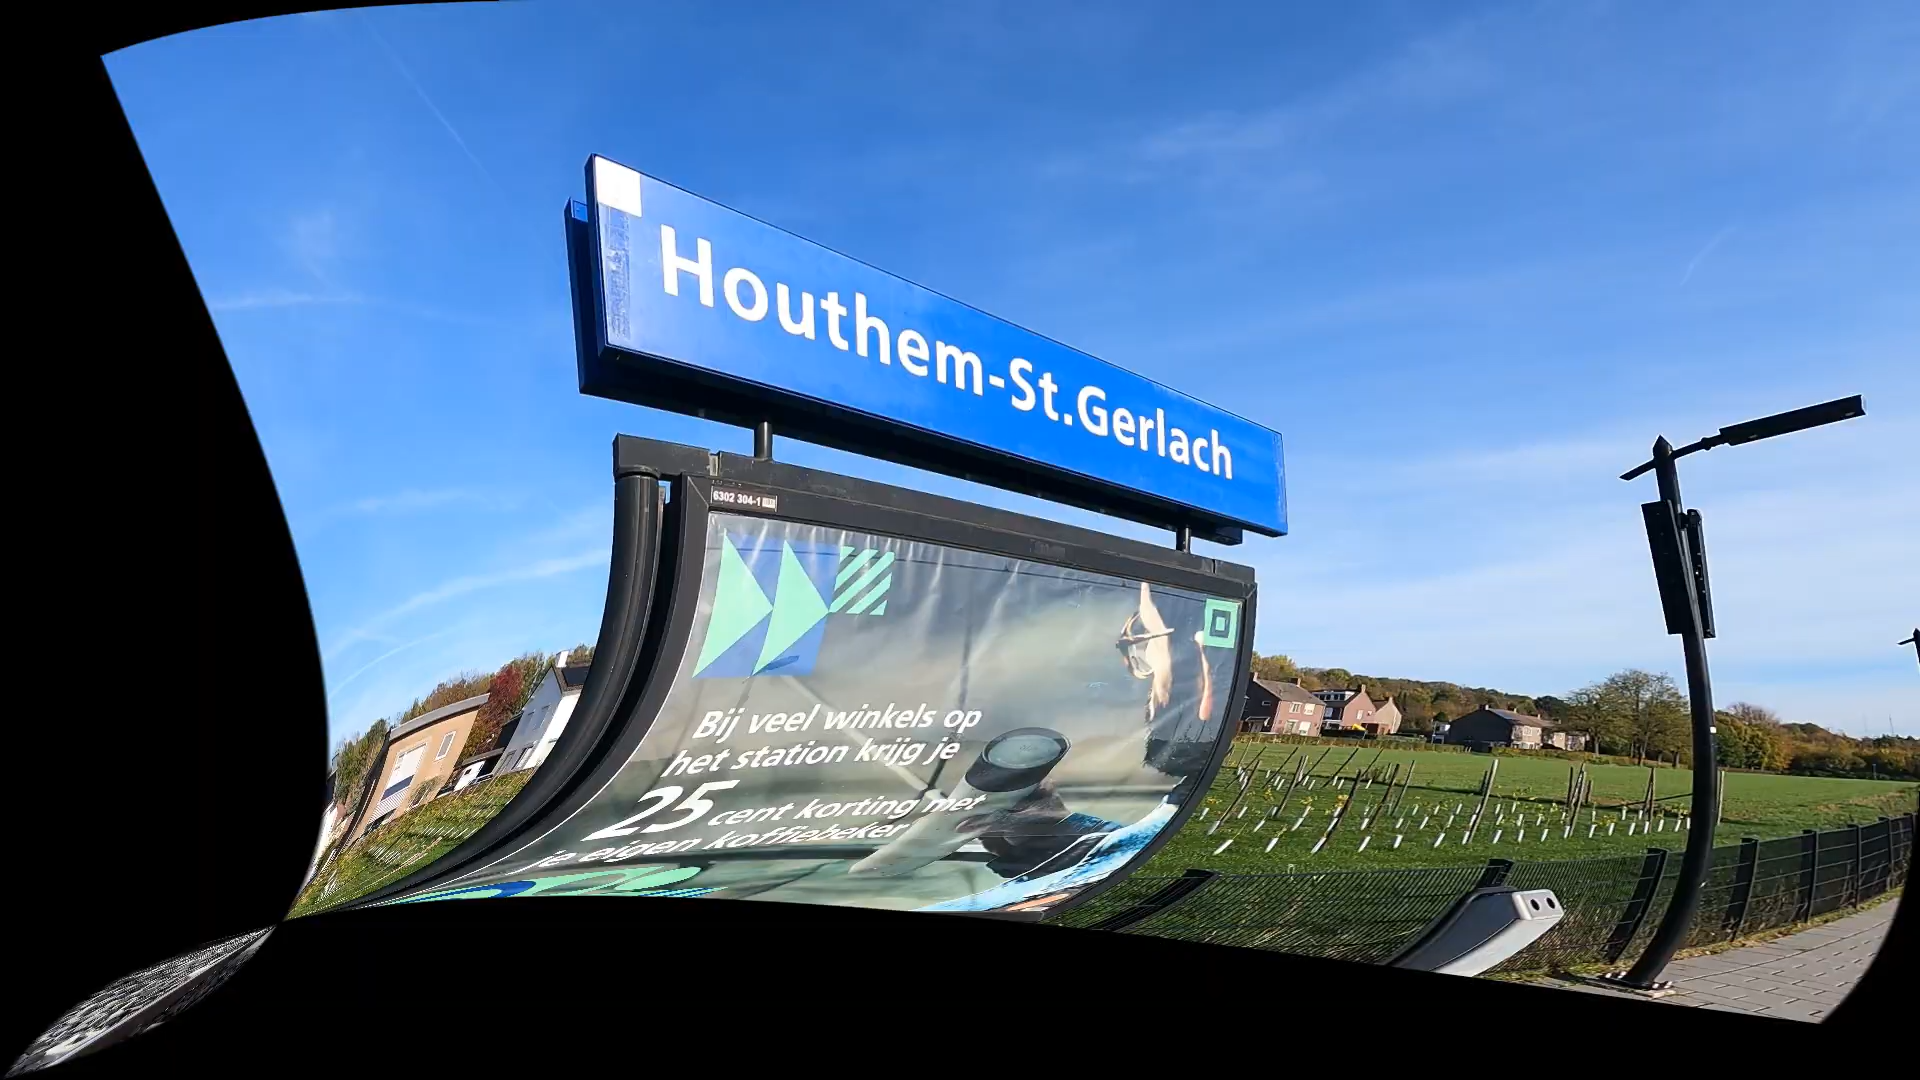 Houthem-St.Gerlach
6302 304-1
Bij veel winkels op
het station krijg je
25 cent korting met
je eigen koffiebeker